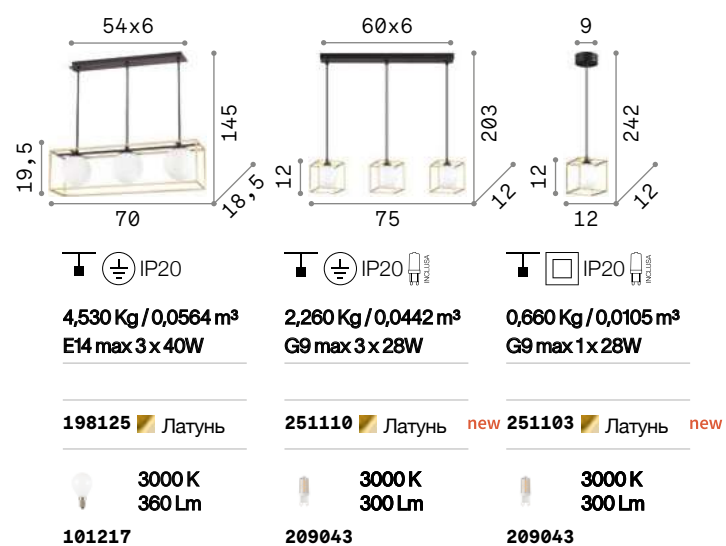 54x6
145
19,5
18,5
70
IP20
4,530 Kg / 0,0564 m³
E14 max 3 x 40W
198125 Латунь
3000 K
360 Lm
101217
60x6
203
12
12
75
IP20 INCLUSA
2,260 Kg / 0,0442 m³
G9 max 3 x 28W
251110 Латунь new
3000 K
300 Lm
209043
9
242
12
12
12
IP20 INCLUSA
0,660 Kg / 0,0105 m³
G9 max 1 x 28W
251103 Латунь new
3000 K
300 Lm
209043